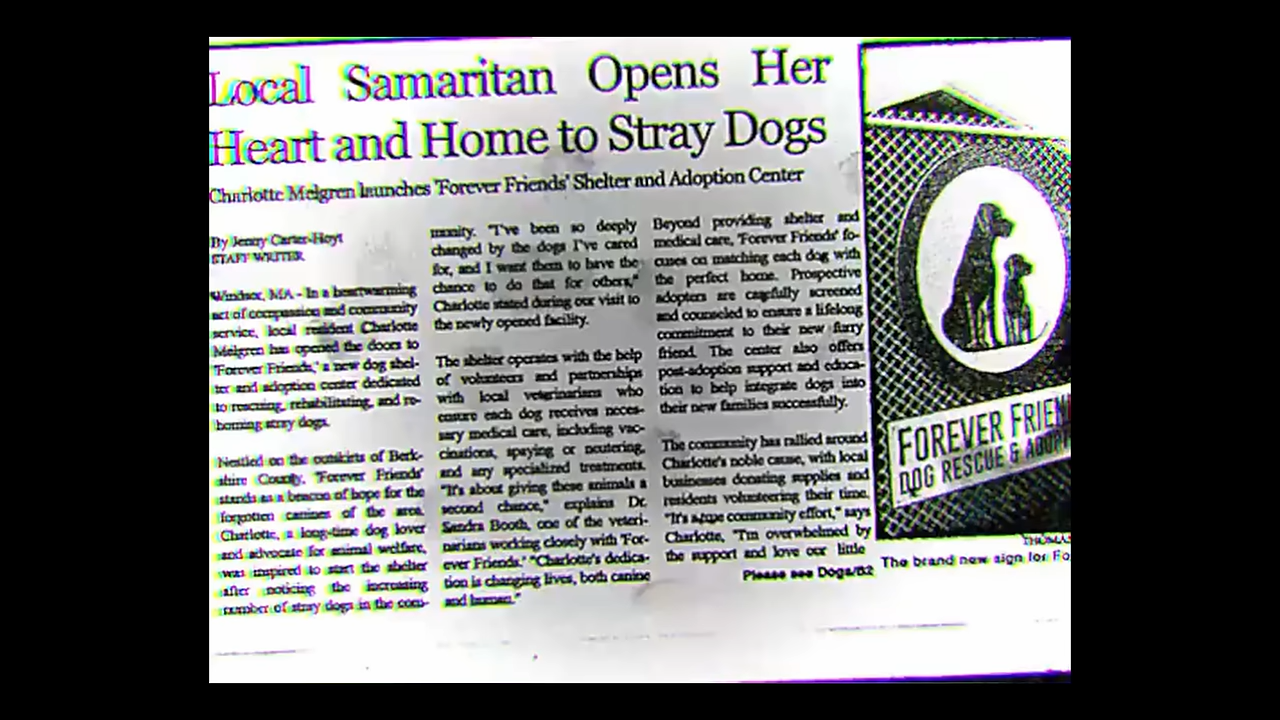 Local Samaritan Opens Her
Heart and Home to Stray Dogs
Charlotte Melgren launches 'Forever Friends' Shelter and Adoption Center
By Jenny Carter-Hoyt
STAFF WRITER
Windsor, MA - In a heartwarming
act of compassion and community
service, local resident Charlotte
Melgren has opened the doors to
'Forever Friends,' a new dog shel-
ter and adoption center dedicated
to rescuing, rehabilitating, and re-
homing stray dogs.
Nestled on the outskirts of Berk-
shire County, 'Forever Friends'
stands as a beacon of hope for the
forgotten canines of the area.
Charlotte, a long-time dog lover
and advocate for animal welfare,
was inspired to start the shelter
after noticing the increasing
number of stray dogs in the com-
munity. "I've been so deeply
changed by the dogs I've cared
for, and I want them to have the
chance to do that for others,"
Charlotte stated during our visit to
the newly opened facility.
The shelter operates with the help
of volunteers and partnerships
with local veterinarians who
ensure each dog receives neces-
sary medical care, including vac-
cinations, spaying or neutering,
and any specialized treatments.
"It's about giving these animals a
second chance," explains Dr.
Sandra Booth, one of the veteri-
narians working closely with 'For-
ever Friends.' "Charlotte's dedica-
tion is changing lives, both canine
and human."
Beyond providing shelter and
medical care, 'Forever Friends' fo-
cuses on matching each dog with
the perfect home. Prospective
adopters are carefully screened
and counseled to ensure a lifelong
commitment to their new furry
friend. The center also offers
post-adoption support and educa-
tion to help integrate dogs into
their new families successfully.
The community has rallied around
Charlotte's noble cause, with local
businesses donating supplies and
residents volunteering their time.
"It's a true community effort," says
Charlotte, "I'm overwhelmed by
the support and love our little
Please see Dogs/B2
FOREVER FRIEN
DOG RESCUE & ADOPT
THOMAS
The brand new sign for Fo